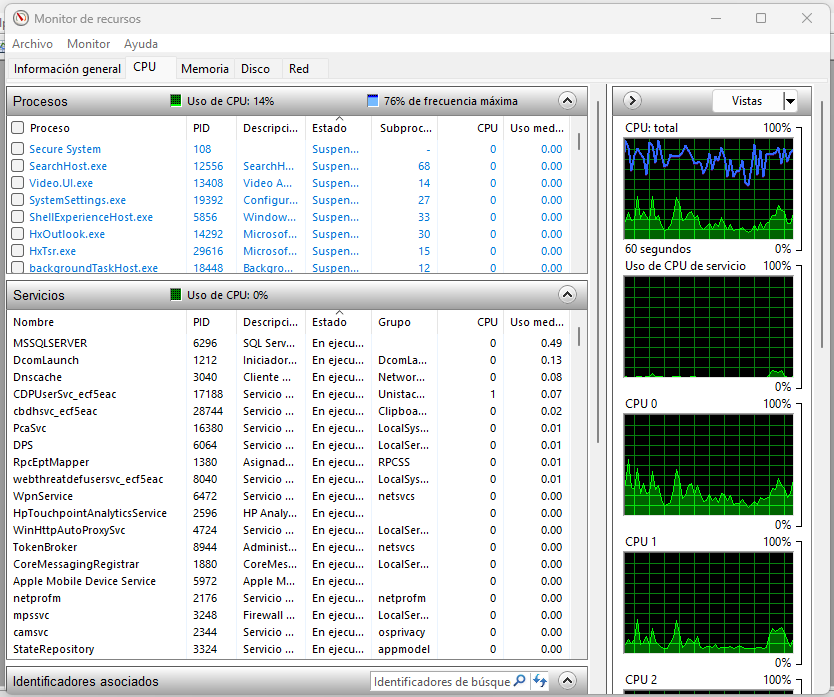 Monitor de recursos
Archivo Monitor Ayuda
Información general CPU Memoria Disco Red
Procesos Uso de CPU: 14% 76% de frecuencia máxima
Proceso PID Descripci... Estado Subproc... CPU Uso med...
Secure System 108 Suspen... - 0 0.00
SearchHost.exe 12556 SearchH... Suspen... 68 0 0.00
Video.UI.exe 13408 Video A... Suspen... 14 0 0.00
SystemSettings.exe 19392 Configur... Suspen... 27 0 0.00
ShellExperienceHost.exe 5856 Window... Suspen... 33 0 0.00
HxOutlook.exe 14292 Microsof... Suspen... 30 0 0.00
HxTsr.exe 29616 Microsof... Suspen... 15 0 0.00
backgroundTaskHost.exe 18448 Backgro... Suspen... 12 0 0.00
Servicios Uso de CPU: 0%
Nombre PID Descripci... Estado Grupo CPU Uso med...
MSSQLSERVER 6296 SQL Serv... En ejecu... 0 0.49
DcomLaunch 1212 Iniciador... En ejecu... DcomLa... 0 0.13
Dnscache 3040 Cliente ... En ejecu... Networ... 0 0.08
CDPUserSvc_ecf5eac 17188 Servicio ... En ejecu... Unistac... 1 0.07
cbdhsvc_ecf5eac 28744 Servicio ... En ejecu... Clipboa... 0 0.02
PcaSvc 16380 Servicio ... En ejecu... LocalSys... 0 0.01
DPS 6064 Servicio ... En ejecu... LocalSer... 0 0.01
RpcEptMapper 1380 Asignad... En ejecu... RPCSS 0 0.01
webthreatdefusersvc_ecf5eac 8040 Servicio ... En ejecu... LocalSys... 0 0.01
WpnService 6472 Servicio ... En ejecu... netsvcs 0 0.00
HpTouchpointAnalyticsService 2596 HP Analy... En ejecu... 0 0.00
WinHttpAutoProxySvc 4724 Servicio ... En ejecu... LocalSer... 0 0.00
TokenBroker 8944 Administ... En ejecu... netsvcs 0 0.00
CoreMessagingRegistrar 1880 CoreMes... En ejecu... LocalSer... 0 0.00
Apple Mobile Device Service 5972 Apple M... En ejecu... 0 0.00
netprofm 2176 Servicio ... En ejecu... netprofm 0 0.00
mpssvc 3248 Firewall ... En ejecu... LocalSer... 0 0.00
camsvc 2344 Servicio ... En ejecu... osprivacy 0 0.00
StateRepository 3324 Servicio ... En ejecu... appmodel 0 0.00
Identificadores asociados Identificadores de búsque
Vistas
CPU: total 100%
60 segundos 0%
Uso de CPU de servicio 100%
0%
CPU 0 100%
0%
CPU 1 100%
0%
CPU 2 100%